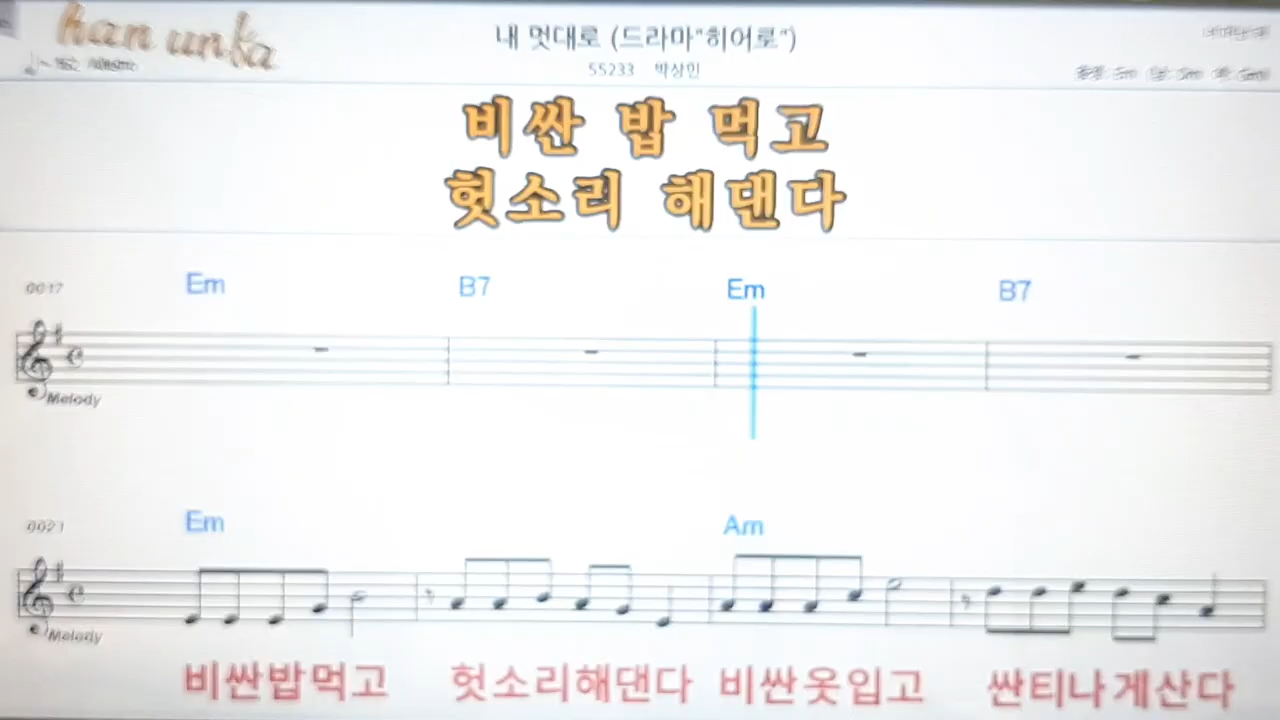 han unka
내 멋대로 (드라마"히어로")
55233 박상민
비싼 밥 먹고
헛소리 해댄다
0017 Em B7 Em B7
Melody
0021 Em Am
Melody
비싼밥먹고 헛소리해댄다 비싼옷입고 싼티나게산다